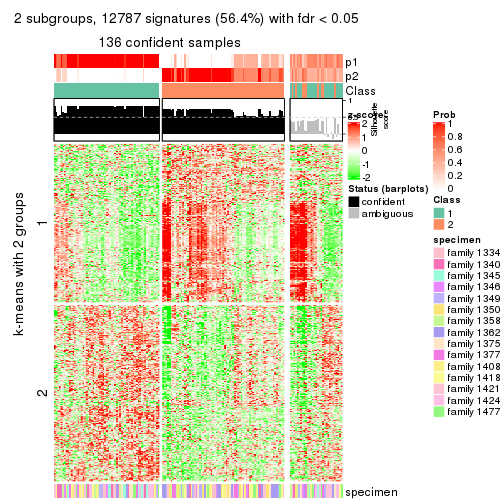 2 subgroups, 12787 signatures (56.4%) with fdr < 0.05
136 confident samples
p1
p2
Class
1
Silhouette
score
z-score
2
1
0
-1
-2
Prob
1
0.8
0.6
0.4
0.2
0
Status (barplots)
confident
ambiguous
Class
1
2
specimen
family 1334
family 1340
family 1345
family 1346
family 1349
family 1350
family 1358
family 1362
family 1375
family 1377
family 1408
family 1418
family 1421
family 1424
family 1477
k-means with 2 groups
1
2
specimen